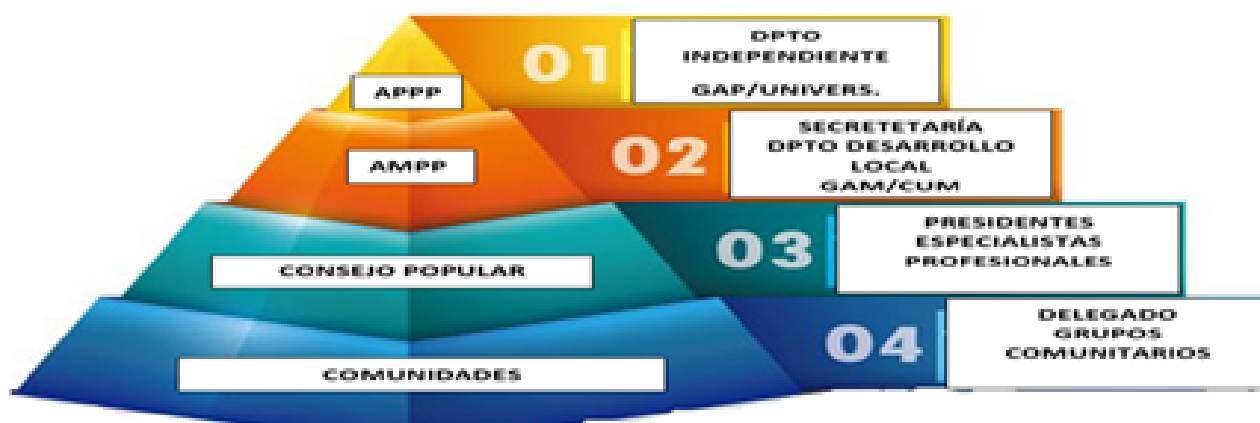 APPP
01
DPTO
INDEPENDIENTE
GAP/UNIVERS.
AMPP
02
SECRETETARÍA
DPTO DESARROLLO
LOCAL
GAM/CUM
CONSEJO POPULAR
03
PRESIDENTES
ESPECIALISTAS
PROFESIONALES
COMUNIDADES
04
DELEGADO
GRUPOS
COMUNITARIOS